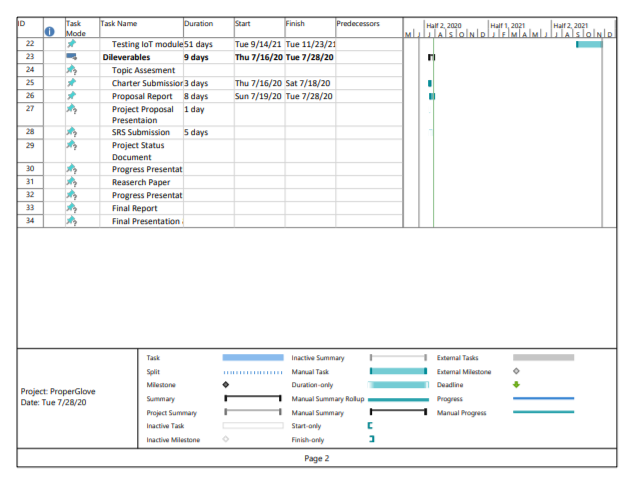 ID Task Mode Task Name Duration Start Finish Predecessors
Half 2, 2020 Half 1, 2021 Half 2, 2021
M J J A S O N D J F M A M J J A S O N D
22 Testing IoT module 51 days Tue 9/14/21 Tue 11/23/21
23 Dileverables 9 days Thu 7/16/20 Tue 7/28/20
24 Topic Assesment
25 Charter Submission 3 days Thu 7/16/20 Sat 7/18/20
26 Proposal Report 8 days Sun 7/19/20 Tue 7/28/20
27 Project Proposal 1 day
Presentaion
28 SRS Submission 5 days
29 Project Status
Document
30 Progress Presentat
31 Reaserch Paper
32 Progress Presentat
33 Final Report
34 Final Presentation
Project: ProperGlove
Date: Tue 7/28/20
Task Inactive Summary External Tasks
Split Manual Task External Milestone
Milestone Duration-only Deadline
Summary Manual Summary Rollup Progress
Project Summary Manual Summary Manual Progress
Inactive Task Start-only
Inactive Milestone Finish-only
Page 2